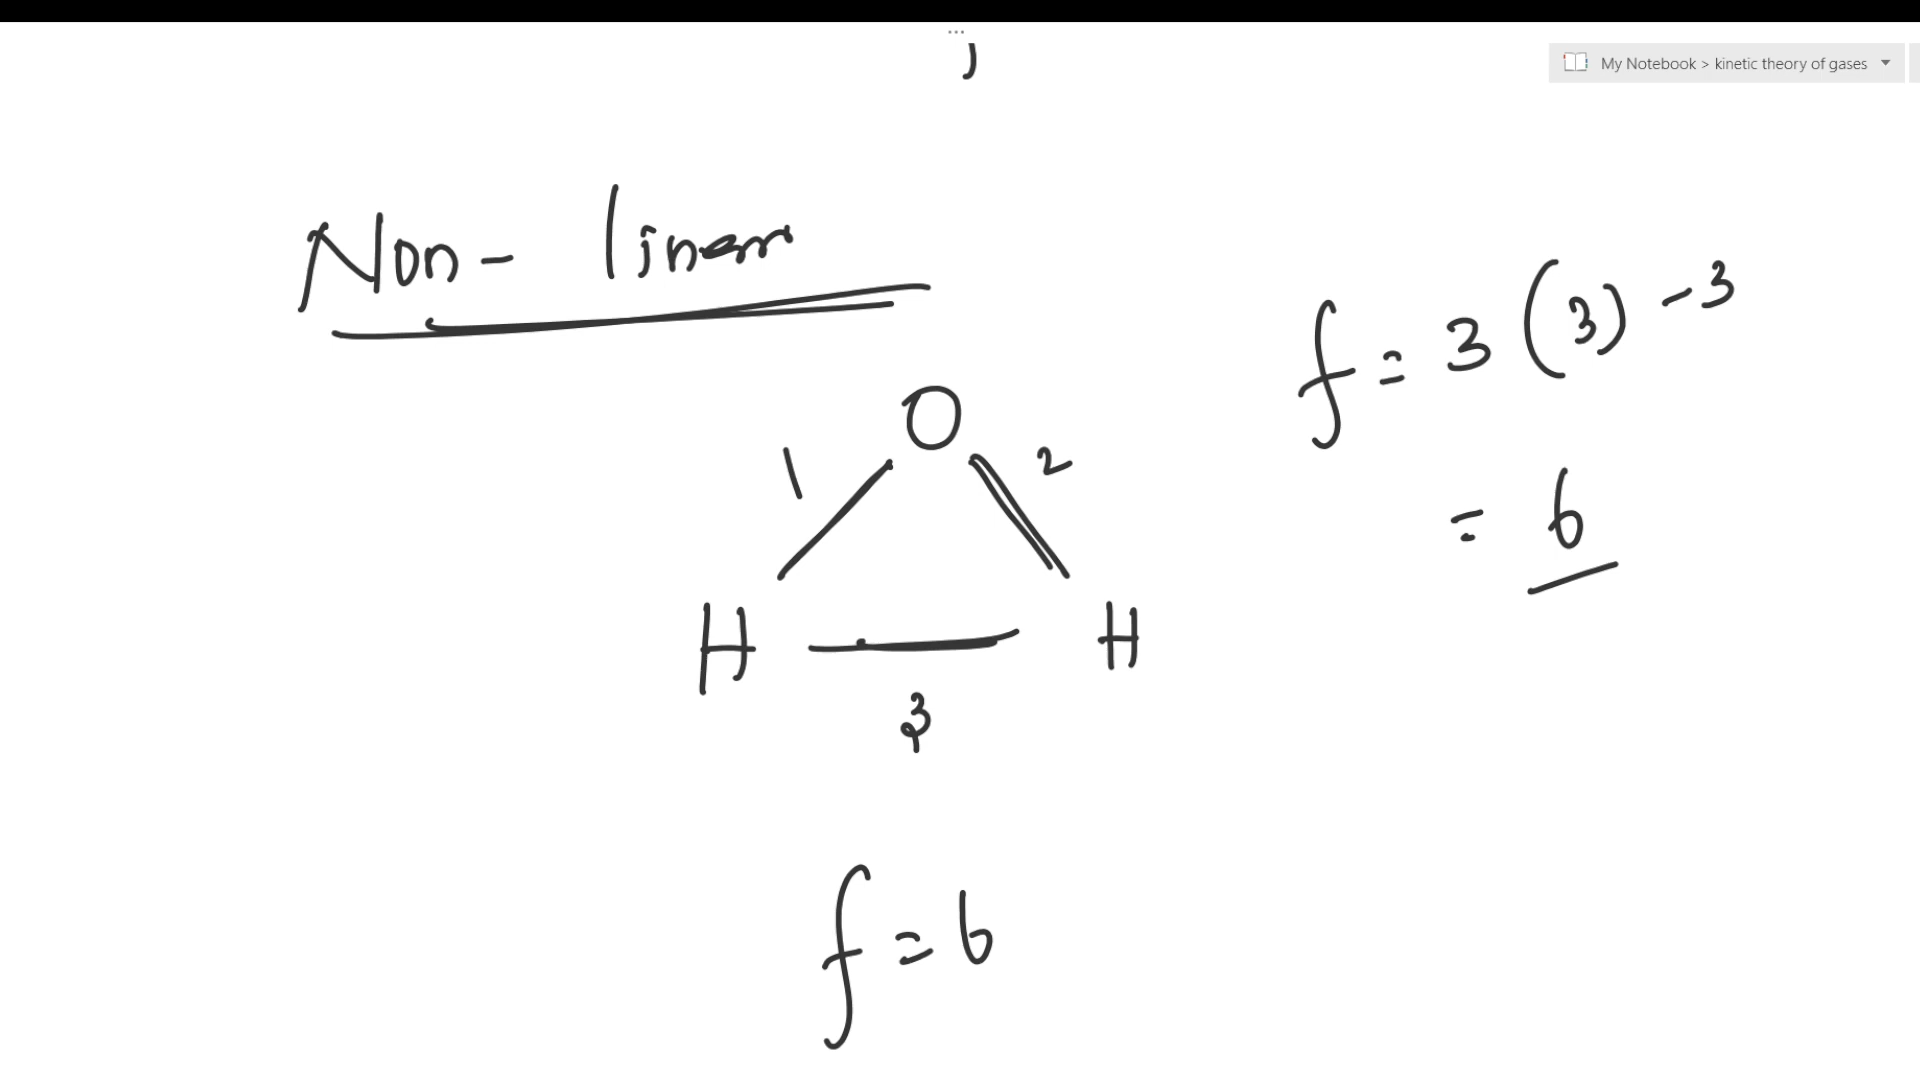 My Notebook > kinetic theory of gases
Non- linear
f = 3 (3) - 3
= 6
O
1
2
H
H
3
f = 6